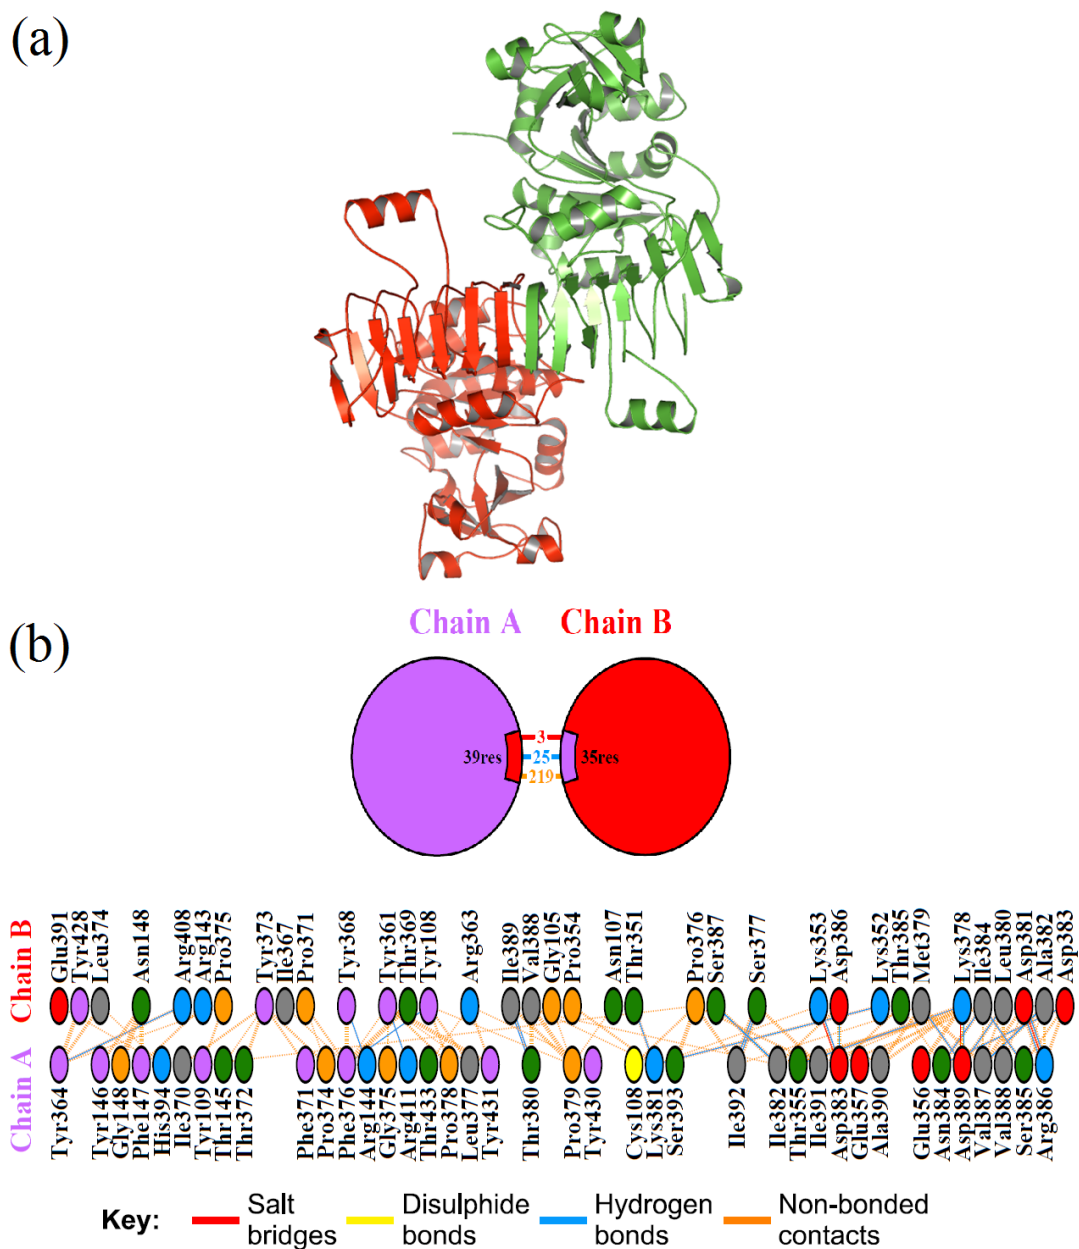 (a)
(b)
Chain A Chain B
3
39res 25 35res
219
Chain B
Glu391 Tyr428 Leu374 Asn148 Arg408 Arg143 Pro375 Tyr373 Ile367 Pro371 Tyr368 Tyr361 Thr369 Tyr108 Arg363 Ile389 Val388 Gly105 Pro354 Asn107 Thr351 Pro376 Ser387 Ser377 Lys353 Asp386 Lys352 Thr385 Met379 Lys378 Ile384 Leu380 Asp381 Ala382 Asp383
Chain A
Tyr364 Tyr146 Gly148 Phe147 His394 Ile370 Tyr109 Thr145 Thr372 Phe371 Pro374 Phe376 Arg144 Gly375 Arg411 Thr433 Pro378 Leu377 Tyr431 Thr380 Pro379 Tyr430 Cys108 Lys381 Ser393 Ile392 Ile382 Thr355 Ile391 Asp383 Glu357 Ala390 Glu356 Asn384 Asp389 Val387 Val388 Ser385 Arg386
Key: Salt bridges Disulphide bonds Hydrogen bonds Non-bonded contacts